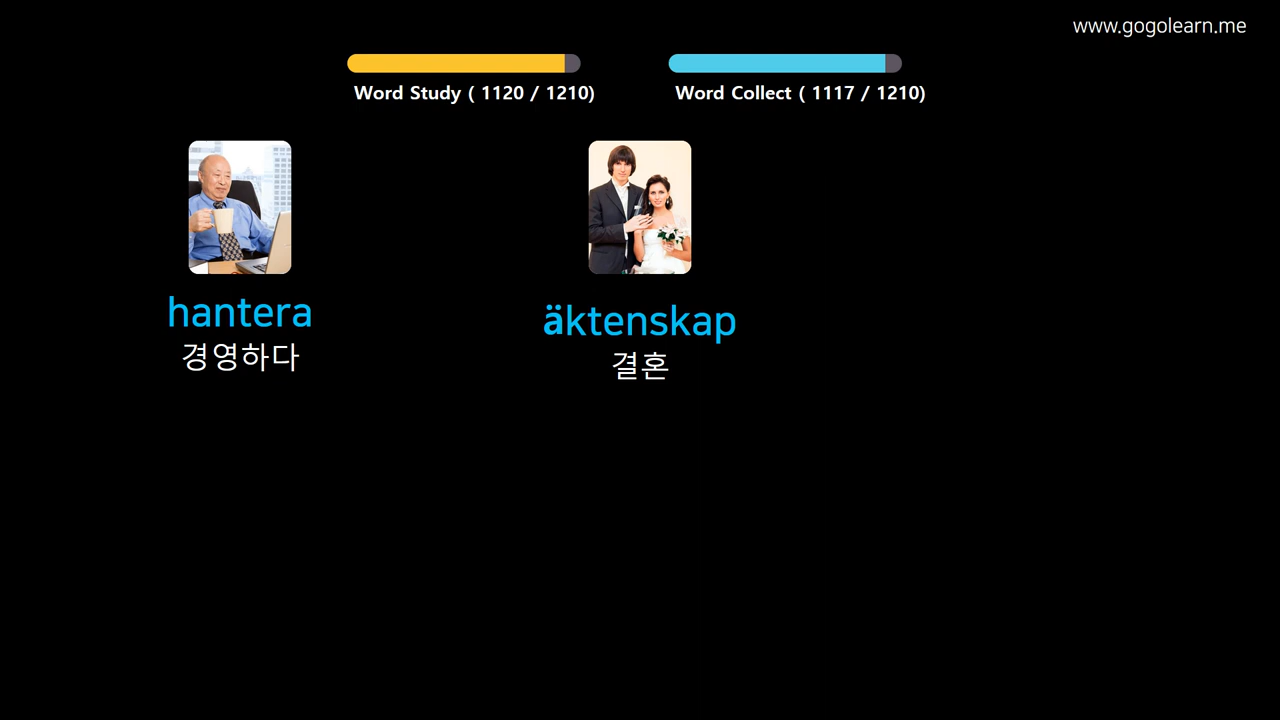 www.gogolearn.me
Word Study ( 1120 / 1210)
Word Collect ( 1117 / 1210)
hantera
경영하다
äktenskap
결혼